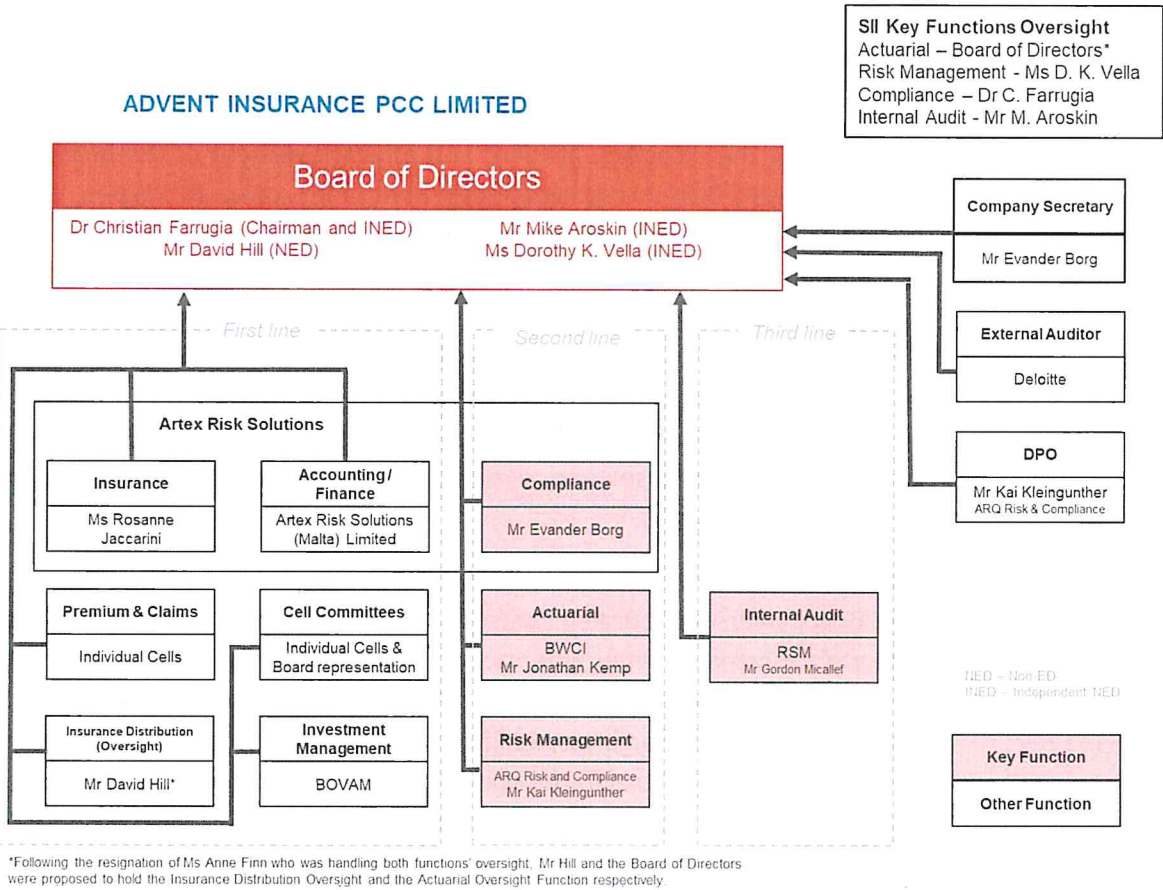 SII Key Functions Oversight
Actuarial – Board of Directors*
Risk Management - Ms D. K. Vella
Compliance – Dr C. Farrugia
Internal Audit - Mr M. Aroskin
ADVENT INSURANCE PCC LIMITED
Board of Directors
Dr Christian Farrugia (Chairman and INED)
Mr David Hill (NED)
Mr Mike Aroskin (INED)
Ms Dorothy K. Vella (INED)
Company Secretary
Mr Evander Borg
External Auditor
Deloitte
DPO
Mr Kai Kleingunther
ARQ Risk & Compliance
First line
Second line
Third line
Artex Risk Solutions
Insurance
Ms Rosanne
Jaccarini
Accounting /
Finance
Artex Risk Solutions
(Malta) Limited
Compliance
Mr Evander Borg
Premium & Claims
Individual Cells
Cell Committees
Individual Cells &
Board representation
Actuarial
BWCI
Mr Jonathan Kemp
Internal Audit
RSM
Mr Gordon Micallef
Insurance Distribution
(Oversight)
Mr David Hill*
Investment
Management
BOVAM
Risk Management
ARQ Risk and Compliance
Mr Kai Kleingunther
NED – Non-ED
INED – Independent NED
Key Function
Other Function
*Following the resignation of Ms Anne Finn who was handling both functions' oversight, Mr Hill and the Board of Directors
were proposed to hold the Insurance Distribution Oversight and the Actuarial Oversight Function respectively.